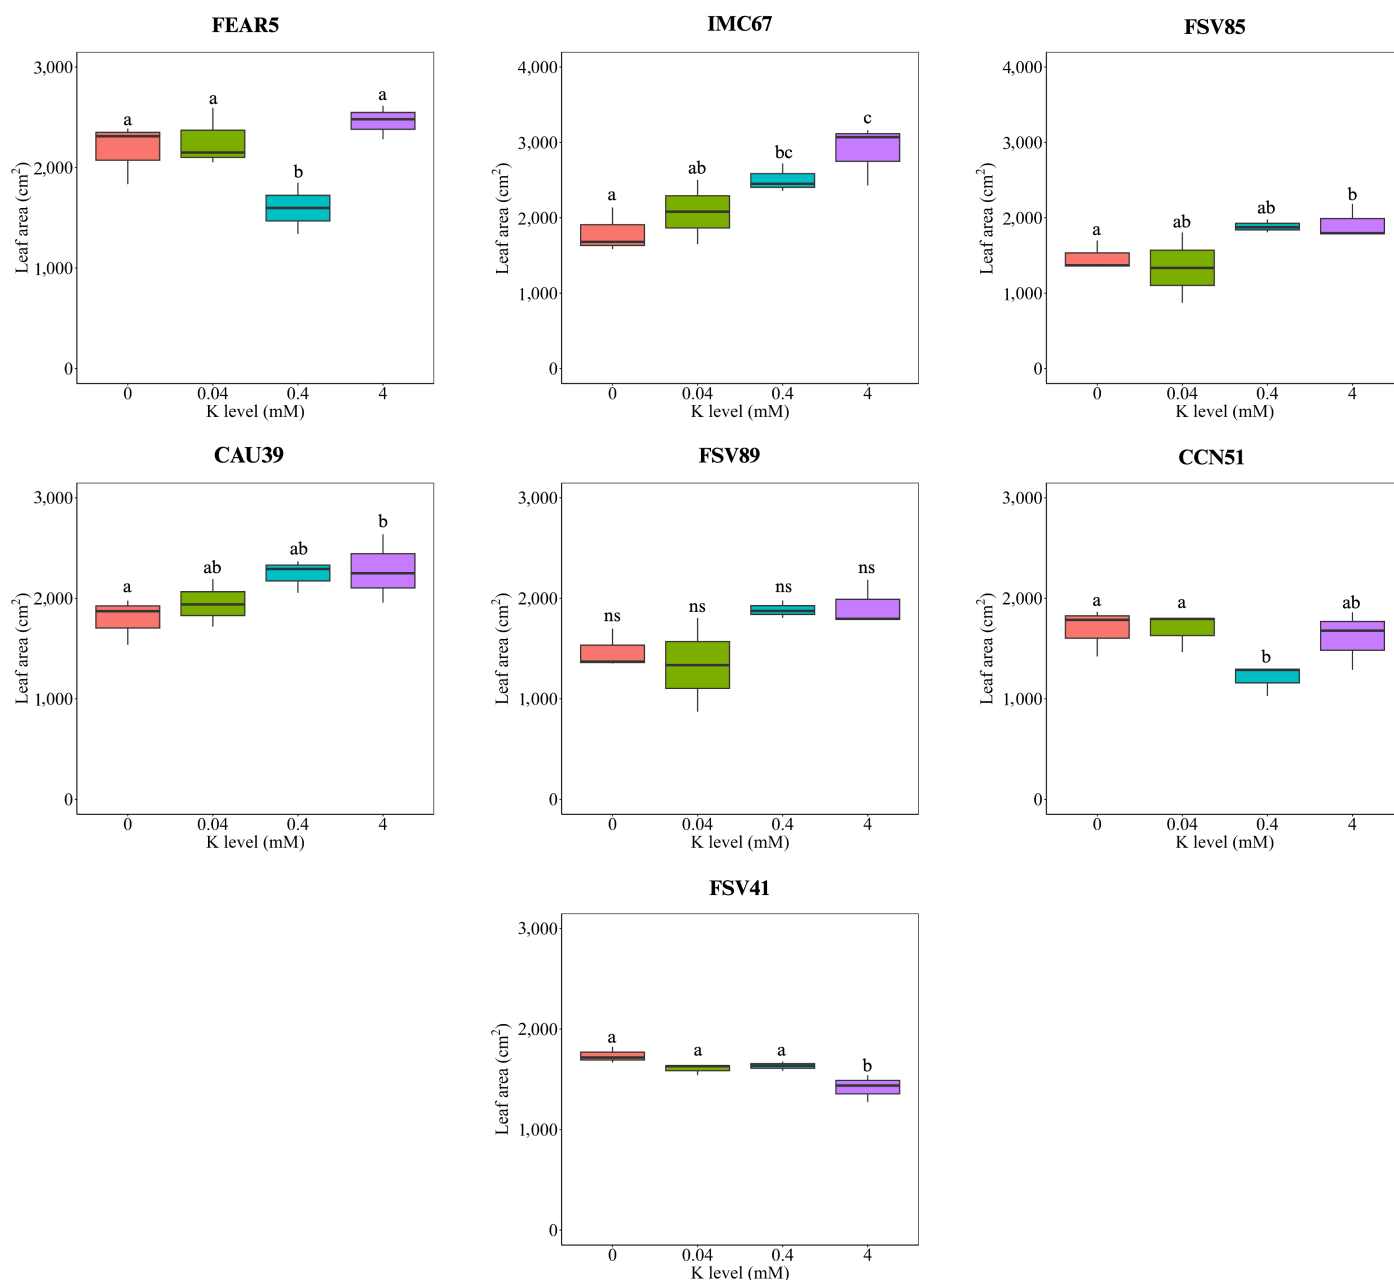 FEAR5
IMC67
FSV85
3,000
2,000
1,000
0
Leaf area (cm²)
a
a
b
a
0 0.04 0.4 4
K level (mM)
4,000
3,000
2,000
1,000
0
Leaf area (cm²)
a
ab
bc
c
0 0.04 0.4 4
K level (mM)
4,000
3,000
2,000
1,000
0
Leaf area (cm²)
a
ab
ab
b
0 0.04 0.4 4
K level (mM)
CAU39
FSV89
CCN51
3,000
2,000
1,000
0
Leaf area (cm²)
a
ab
ab
b
0 0.04 0.4 4
K level (mM)
3,000
2,000
1,000
0
Leaf area (cm²)
ns
ns
ns
ns
0 0.04 0.4 4
K level (mM)
3,000
2,000
1,000
0
Leaf area (cm²)
a
a
b
ab
0 0.04 0.4 4
K level (mM)
FSV41
3,000
2,000
1,000
0
Leaf area (cm²)
a
a
a
b
0 0.04 0.4 4
K level (mM)